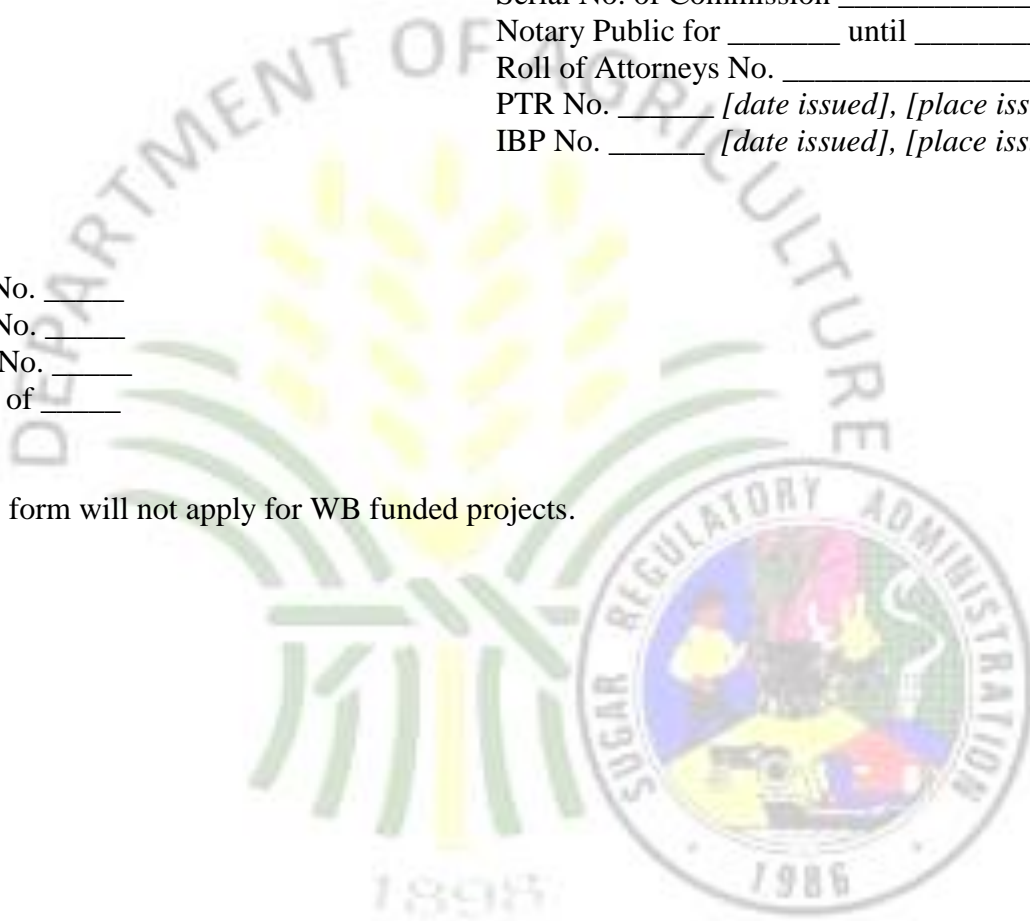 Serial No. of Commission ____________
Notary Public for _______ until _______
Roll of Attorneys No. ________________
PTR No. ______ [date issued], [place iss
IBP No. ______ [date issued], [place iss
No. _____
No. _____
No. _____
of _____
form will not apply for WB funded projects.
DEPARTMENT OF AGRICULTURE
1898
SUGAR REGULATORY ADMINISTRATION
1986